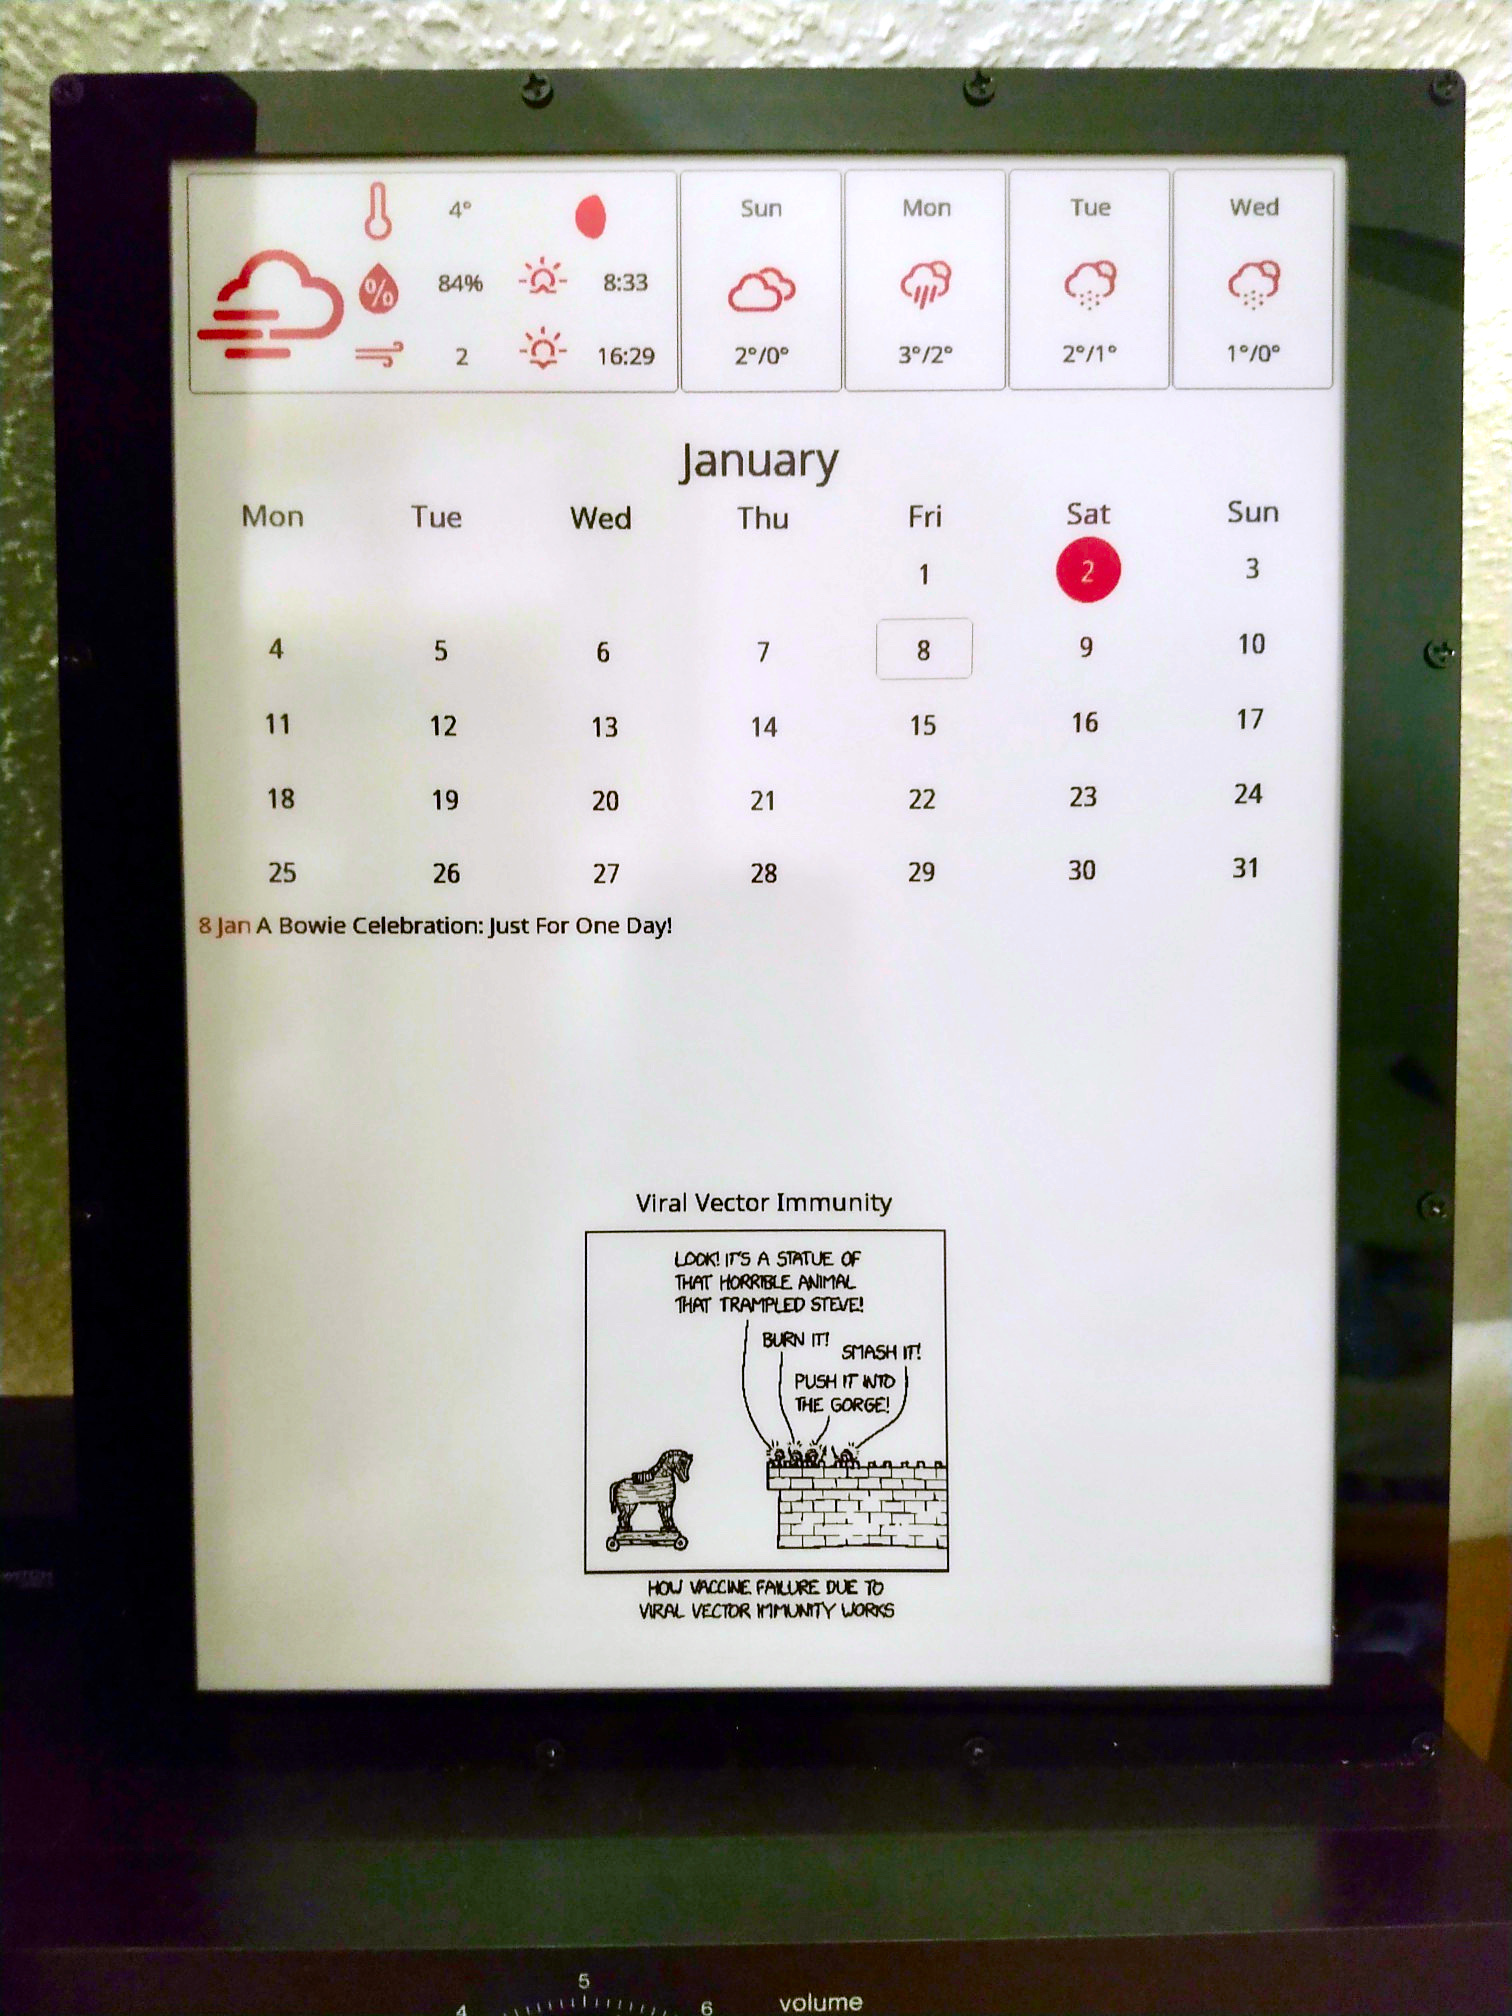 4°
84% 8:33
2 16:29
Sun Mon Tue Wed
2°/0° 3°/2° 2°/1° 1°/0°
January
Mon Tue Wed Thu Fri Sat Sun
1 2 3
4 5 6 7 8 9 10
11 12 13 14 15 16 17
18 19 20 21 22 23 24
25 26 27 28 29 30 31
8 Jan A Bowie Celebration: Just For One Day!
Viral Vector Immunity
LOOK! IT'S A STATUE OF
THAT HORRIBLE ANIMAL
THAT TRAMPLED STEVE!
BURN IT!
SMASH IT!
PUSH IT INTO
THE GORGE!
HOW VACCINE FAILURE DUE TO
VIRAL VECTOR IMMUNITY WORKS
4 5 6 volume